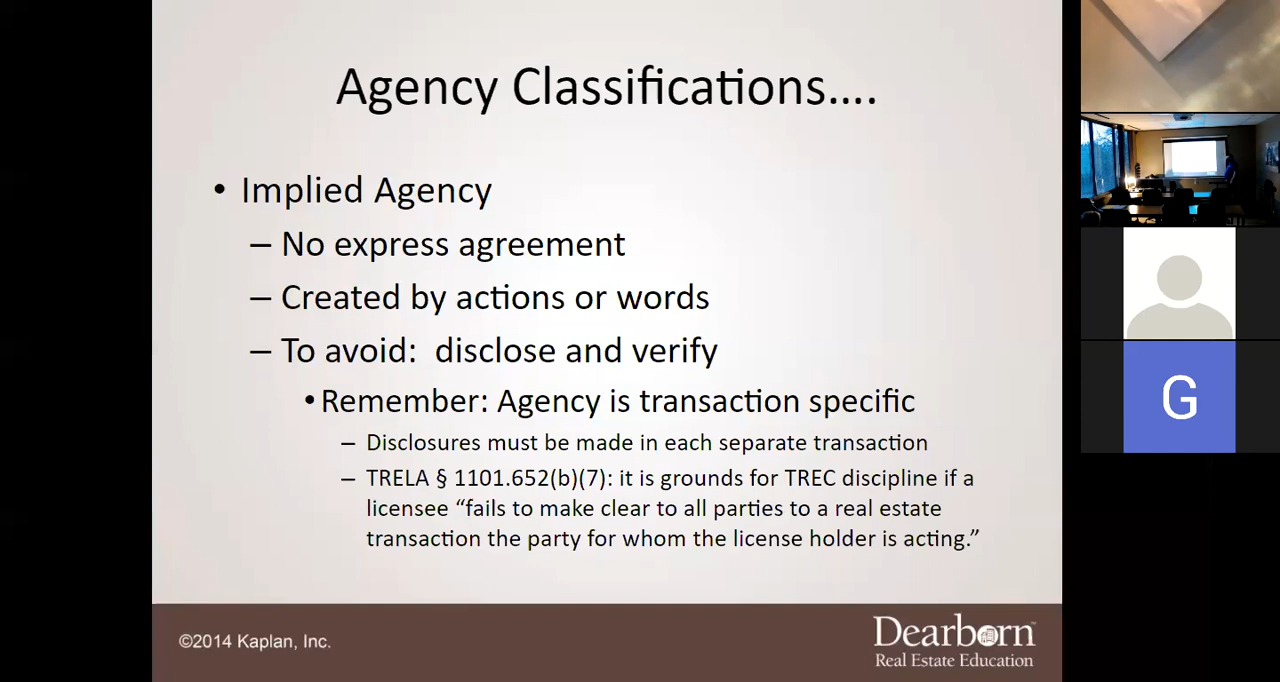 Agency Classifications….
• Implied Agency
– No express agreement
– Created by actions or words
– To avoid:  disclose and verify
• Remember: Agency is transaction specific
– Disclosures must be made in each separate transaction
– TRELA § 1101.652(b)(7): it is grounds for TREC discipline if a
licensee “fails to make clear to all parties to a real estate
transaction the party for whom the license holder is acting.”
©2014 Kaplan, Inc.
Dearborn™
Real Estate Education
G